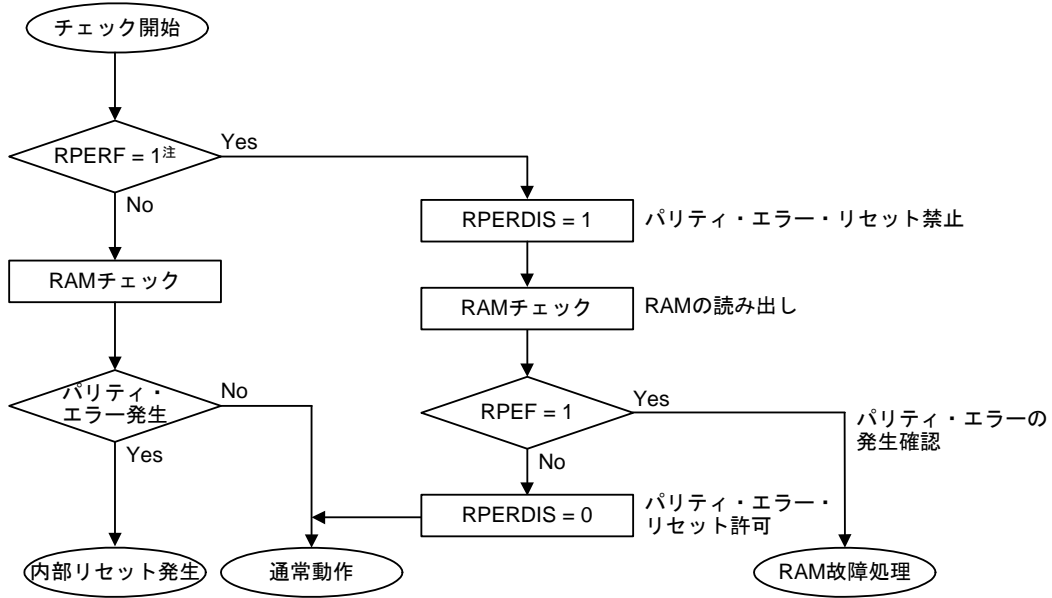 チェック開始
RPERF = 1注
Yes
No
RPERDIS = 1
パリティ・エラー・リセット禁止
RAMチェック
RAMチェック
RAMの読み出し
パリティ・
エラー発生
No
Yes
RPEF = 1
Yes
No
パリティ・エラーの
発生確認
RPERDIS = 0
パリティ・エラー・
リセット許可
内部リセット発生
通常動作
RAM故障処理